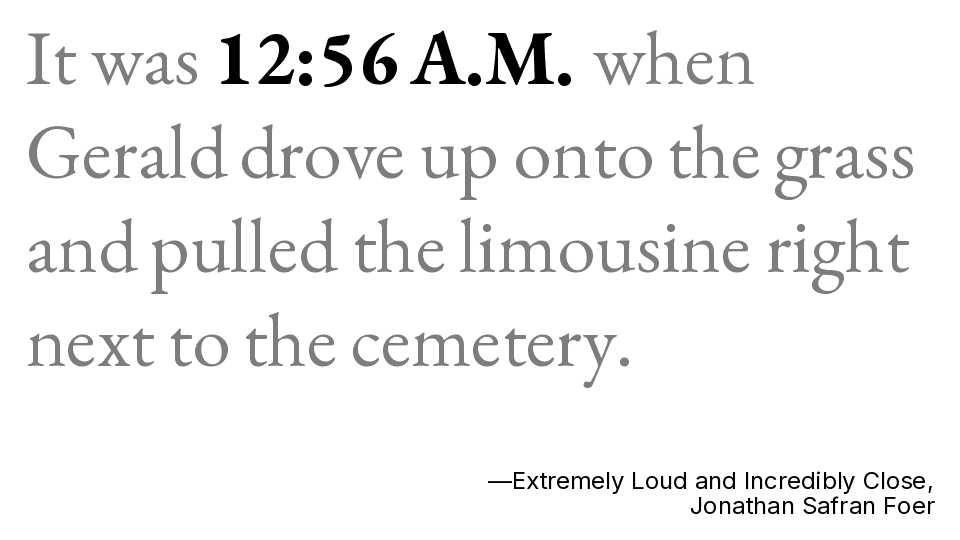 It was 12:56 A.M. when
Gerald drove up onto the grass
and pulled the limousine right
next to the cemetery.
—Extremely Loud and Incredibly Close,
Jonathan Safran Foer